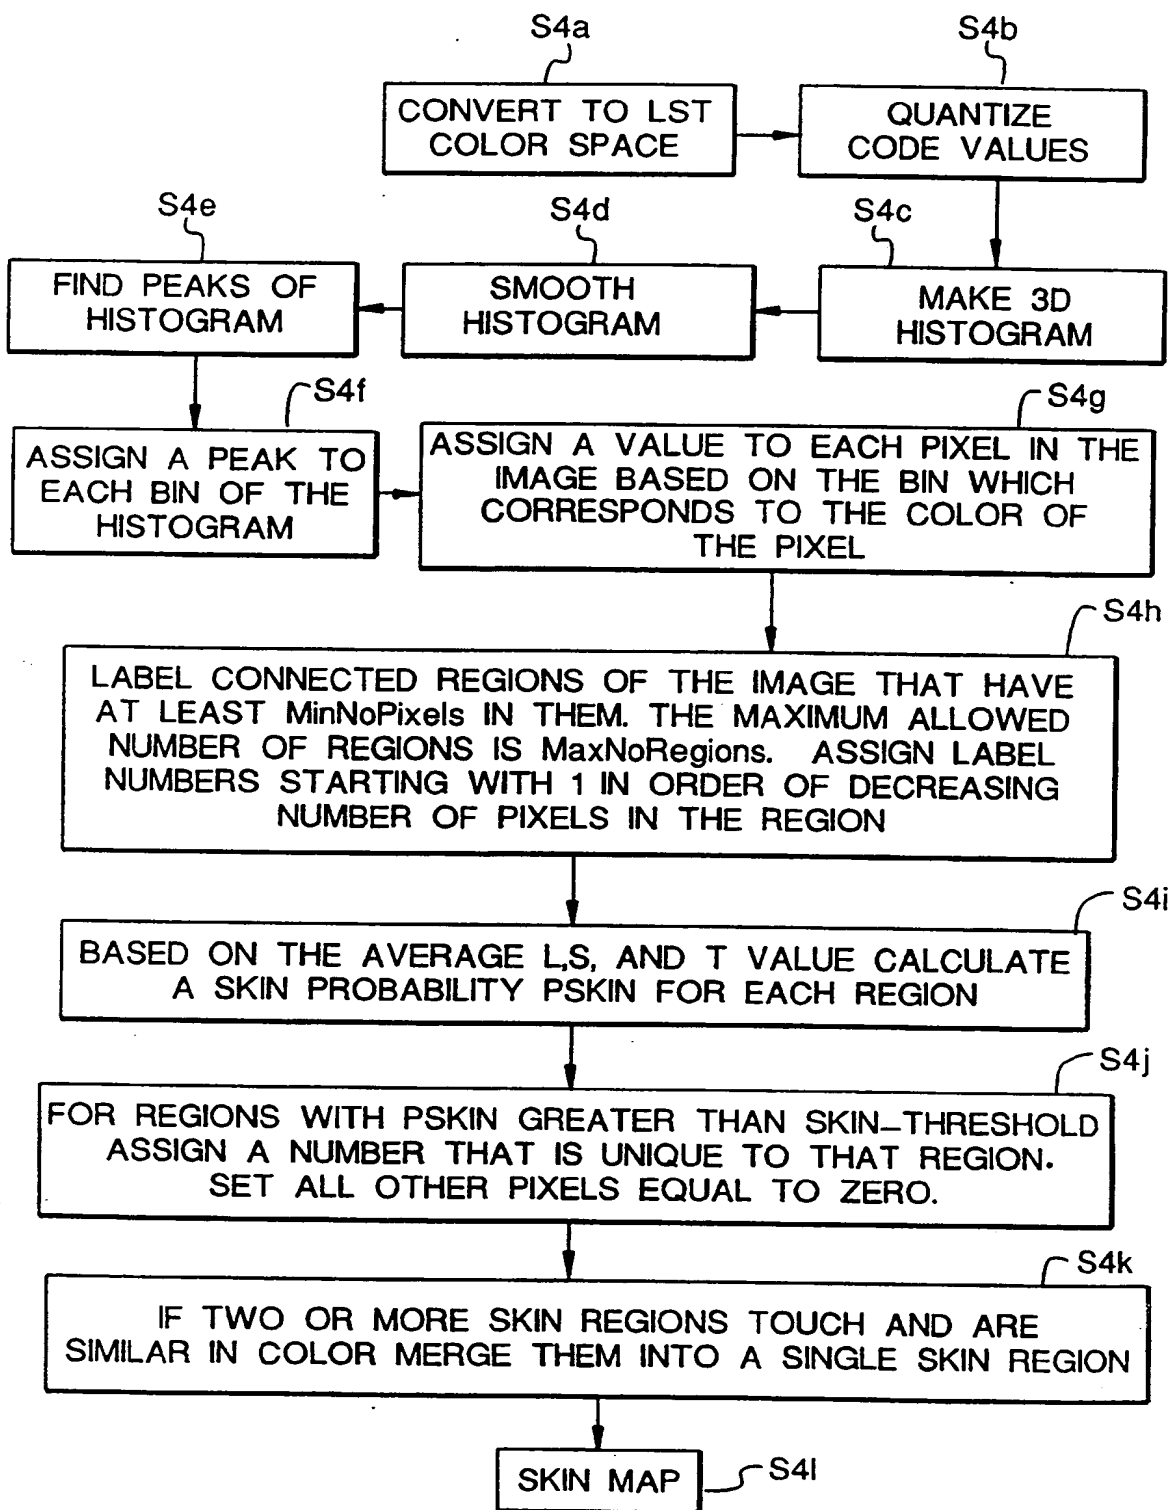 S4a
CONVERT TO LST
COLOR SPACE
S4b
QUANTIZE
CODE VALUES
S4c
MAKE 3D
HISTOGRAM
S4d
SMOOTH
HISTOGRAM
S4e
FIND PEAKS OF
HISTOGRAM
S4f
ASSIGN A PEAK TO
EACH BIN OF THE
HISTOGRAM
S4g
ASSIGN A VALUE TO EACH PIXEL IN THE
IMAGE BASED ON THE BIN WHICH
CORRESPONDS TO THE COLOR OF
THE PIXEL
S4h
LABEL CONNECTED REGIONS OF THE IMAGE THAT HAVE
AT LEAST MinNoPixels IN THEM. THE MAXIMUM ALLOWED
NUMBER OF REGIONS IS MaxNoRegions. ASSIGN LABEL
NUMBERS STARTING WITH 1 IN ORDER OF DECREASING
NUMBER OF PIXELS IN THE REGION
S4i
BASED ON THE AVERAGE L,S, AND T VALUE CALCULATE
A SKIN PROBABILITY PSKIN FOR EACH REGION
S4j
FOR REGIONS WITH PSKIN GREATER THAN SKIN-THRESHOLD
ASSIGN A NUMBER THAT IS UNIQUE TO THAT REGION.
SET ALL OTHER PIXELS EQUAL TO ZERO.
S4k
IF TWO OR MORE SKIN REGIONS TOUCH AND ARE
SIMILAR IN COLOR MERGE THEM INTO A SINGLE SKIN REGION
SKIN MAP
S4l